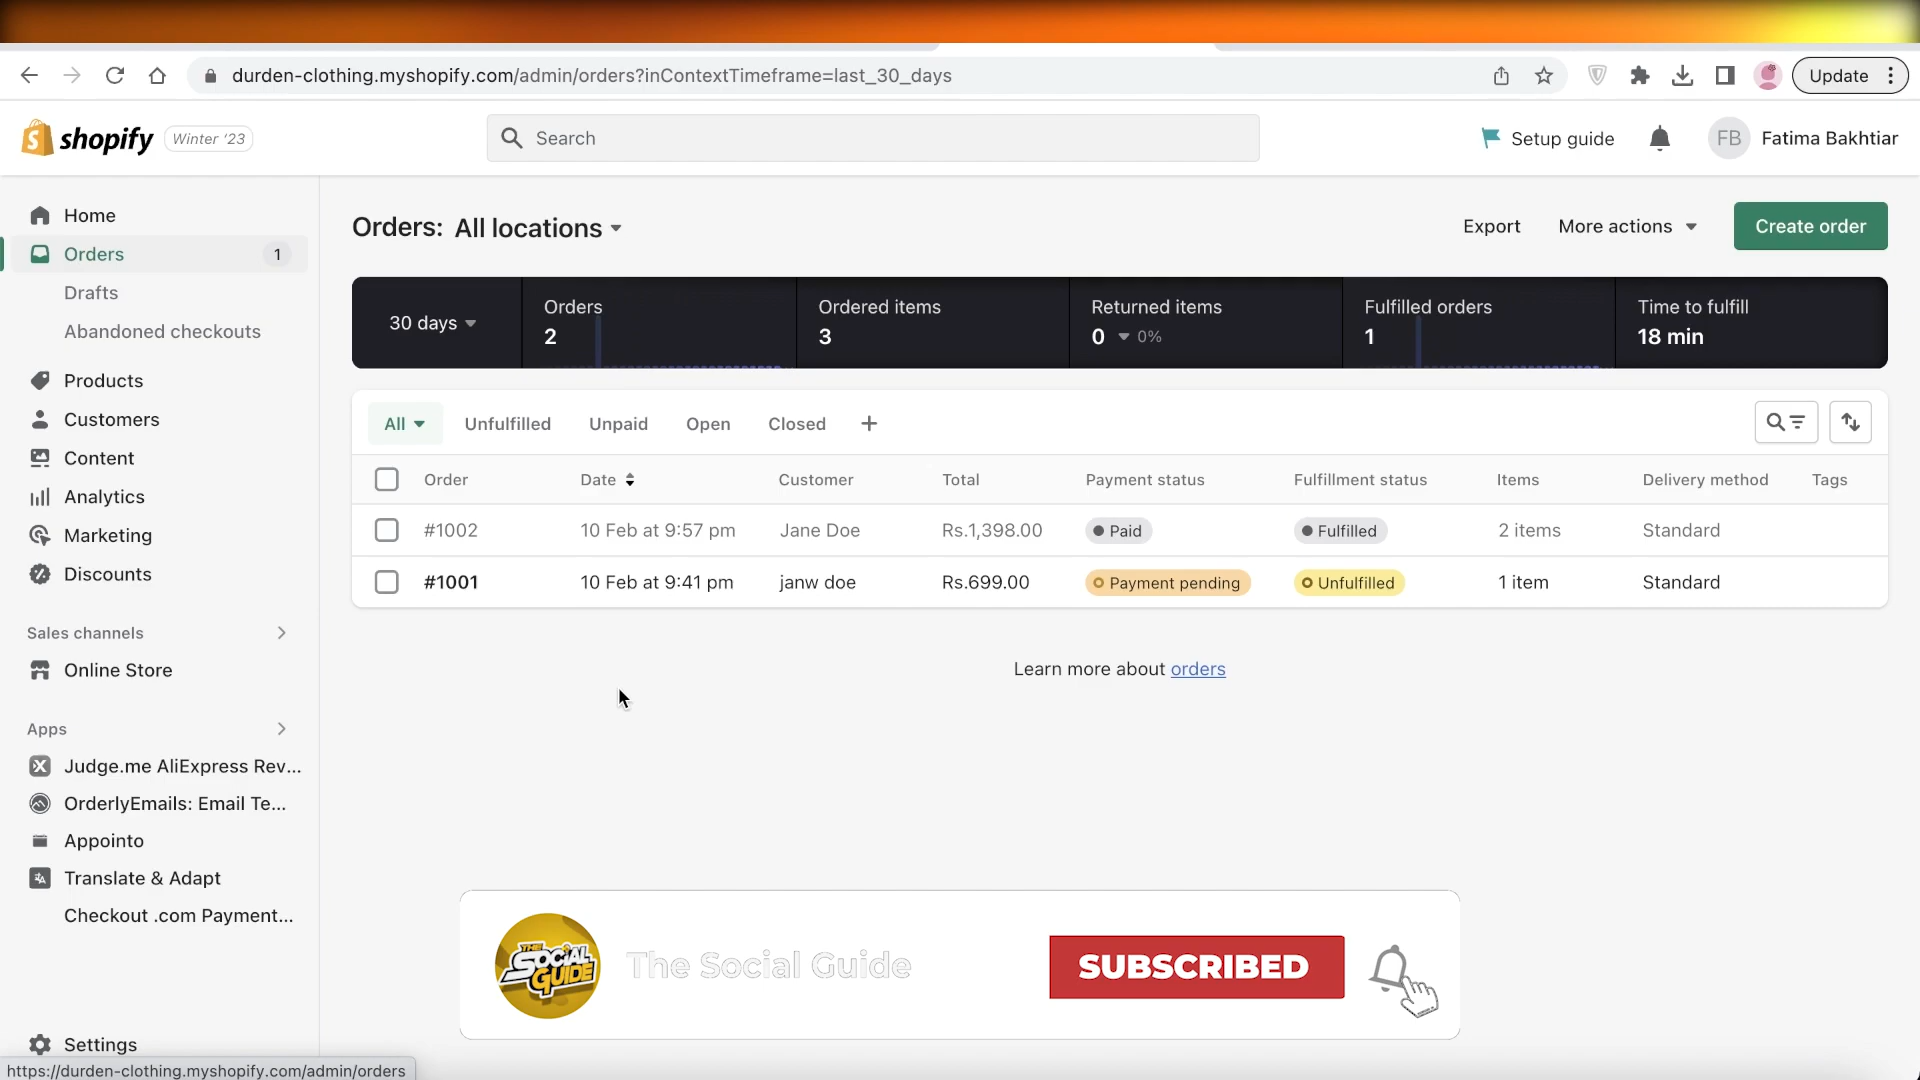 durden-clothing.myshopify.com/admin/orders?inContextTimeframe=last_30_days
Update
shopify
Winter '23
Search
Setup guide
FB
Fatima Bakhtiar
Home
Orders
1
Drafts
Abandoned checkouts
Products
Customers
Content
Analytics
Marketing
Discounts
Sales channels
Online Store
Apps
Judge.me AliExpress Rev...
OrderlyEmails: Email Te...
Appointo
Translate & Adapt
Checkout .com Payment...
Settings
https://durden-clothing.myshopify.com/admin/orders
Orders: All locations
Export
More actions
Create order
30 days
Orders
2
Ordered items
3
Returned items
0 0%
Fulfilled orders
1
Time to fulfill
18 min
All Unfulfilled Unpaid Open Closed +
Order Date Customer Total Payment status Fulfillment status Items Delivery method Tags
#1002 10 Feb at 9:57 pm Jane Doe Rs.1,398.00 Paid Fulfilled 2 items Standard
#1001 10 Feb at 9:41 pm janw doe Rs.699.00 Payment pending Unfulfilled 1 item Standard
Learn more about orders
THE
SOCIAL
GUIDE
The Social Guide
SUBSCRIBED